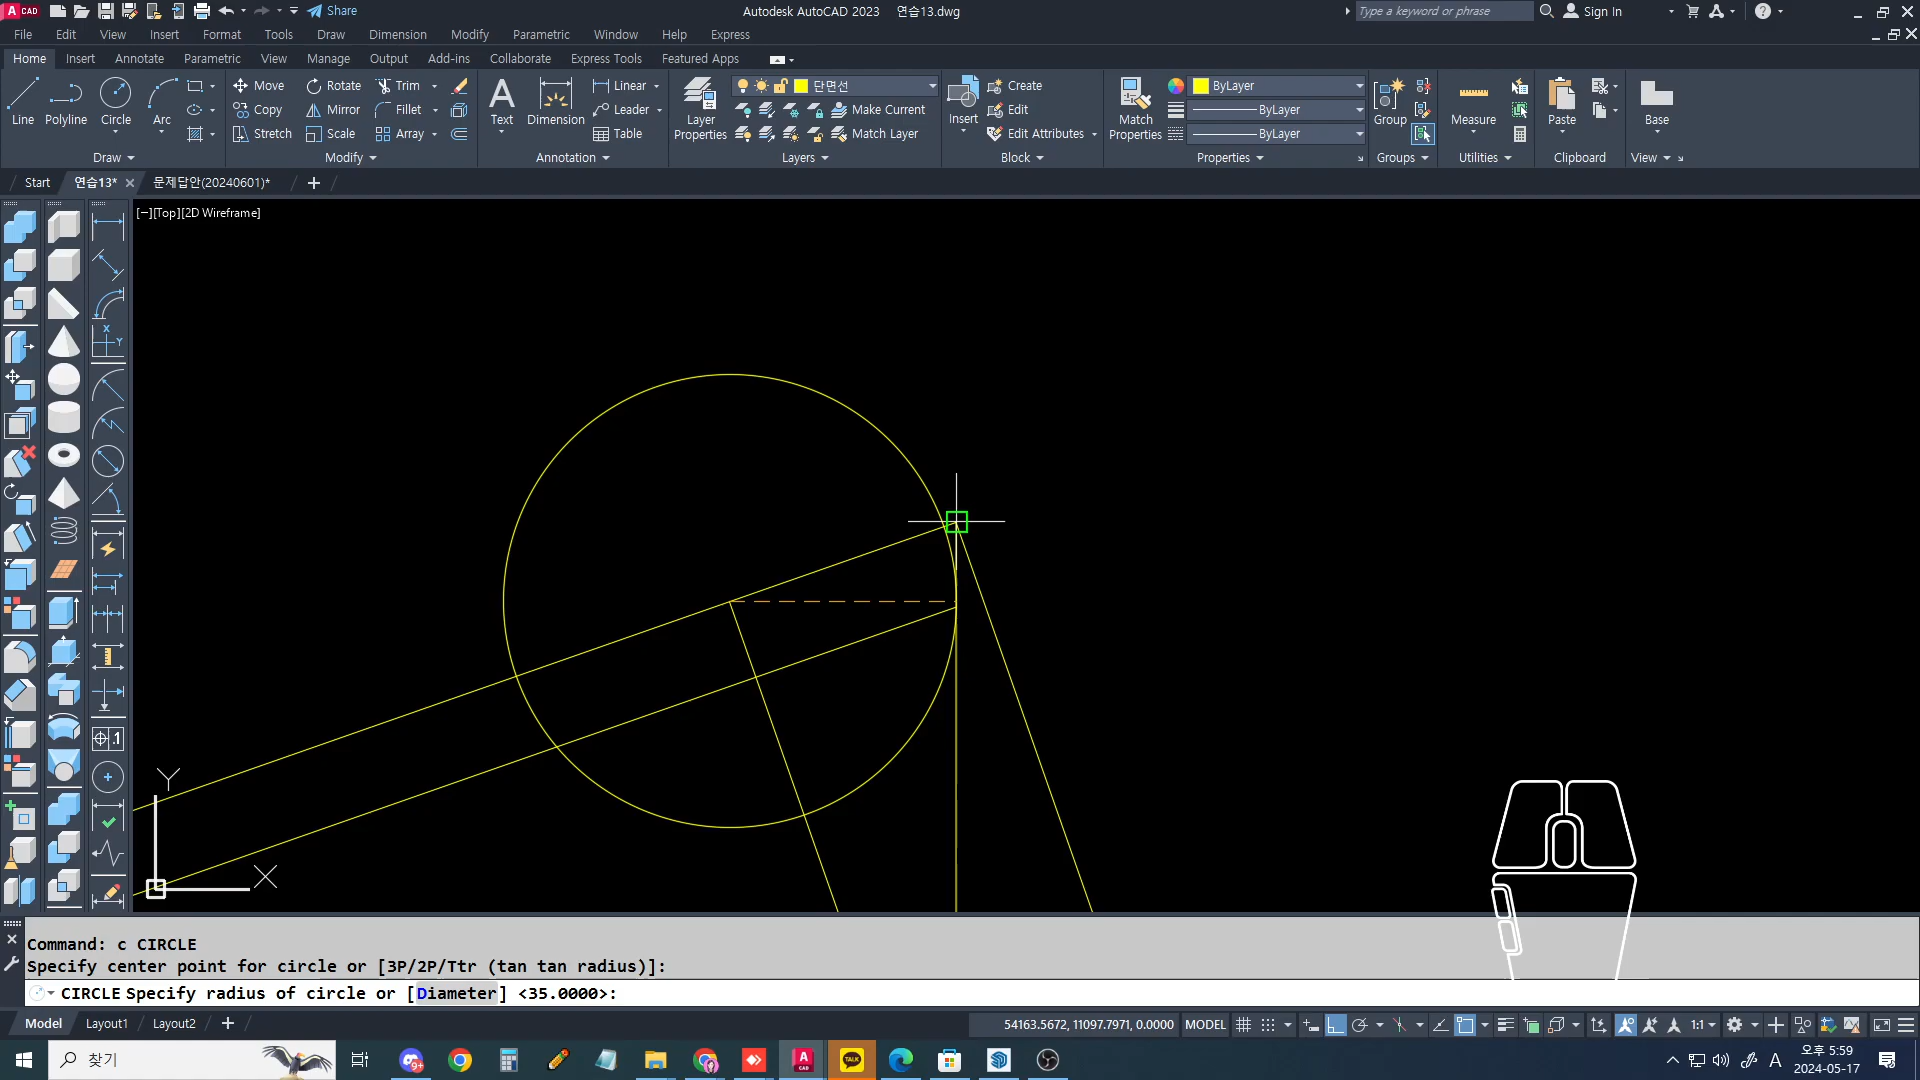 A CAD Share Autodesk AutoCAD 2023 연습13.dwg Type a keyword or phrase Sign In
File Edit View Insert Format Tools Draw Dimension Modify Parametric Window Help Express
Home Insert Annotate Parametric View Manage Output Add-ins Collaborate Express Tools Featured Apps
Line Polyline Circle Arc
Draw
Move Rotate Trim
Copy Mirror Fillet
Stretch Scale Array
Modify
Text Dimension
Linear
Leader
Table
Annotation
Layer Properties
단면선
Make Current
Match Layer
Layers
Insert
Create
Edit
Edit Attributes
Block
Match Properties
ByLayer
ByLayer
ByLayer
Properties
Group
Groups
Measure
Utilities
Paste
Clipboard
Base
View
Start 연습13* 문제답안(20240601)*
[−][Top][2D Wireframe]
Y
X
Command: c CIRCLE
Specify center point for circle or [3P/2P/Ttr (tan tan radius)]:
CIRCLE Specify radius of circle or [Diameter] <35.0000>:
Model Layout1 Layout2 +
54163.5672, 11097.7971, 0.0000 MODEL 1:1
찾기
9+
A CAD
TALK
A
오후 5:59
2024-05-17